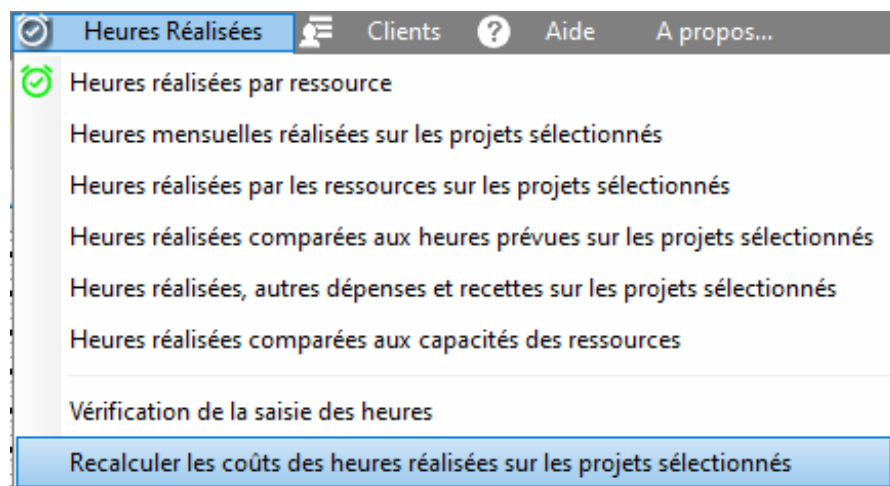 Heures Réalisées Clients ? Aide A propos...
Heures réalisées par ressource
Heures mensuelles réalisées sur les projets sélectionnés
Heures réalisées par les ressources sur les projets sélectionnés
Heures réalisées comparées aux heures prévues sur les projets sélectionnés
Heures réalisées, autres dépenses et recettes sur les projets sélectionnés
Heures réalisées comparées aux capacités des ressources
Vérification de la saisie des heures
Recalculer les coûts des heures réalisées sur les projets sélectionnés